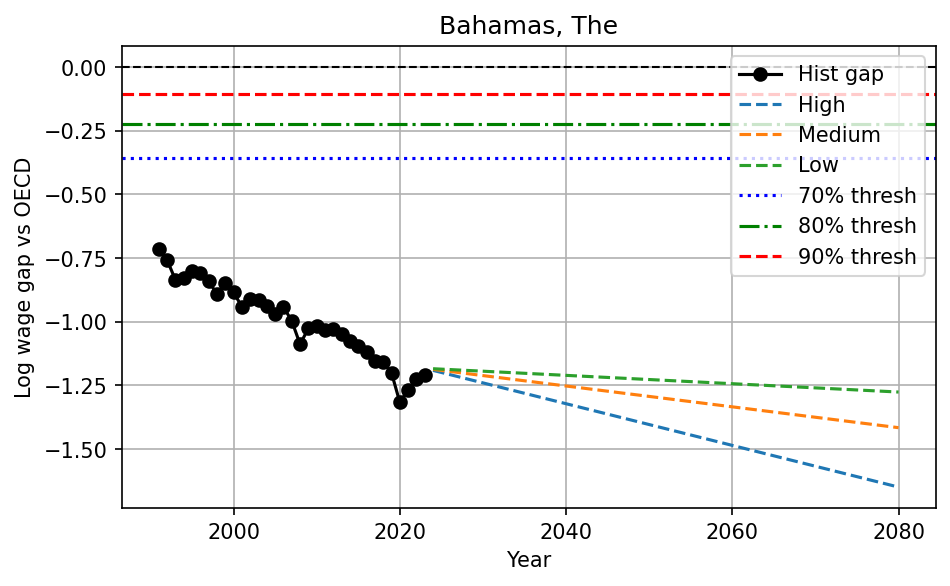 Bahamas, The
Log wage gap vs OECD
0.00
−0.25
−0.50
−0.75
−1.00
−1.25
−1.50
Hist gap
High
Medium
Low
70% thresh
80% thresh
90% thresh
2000
2020
2040
2060
2080
Year